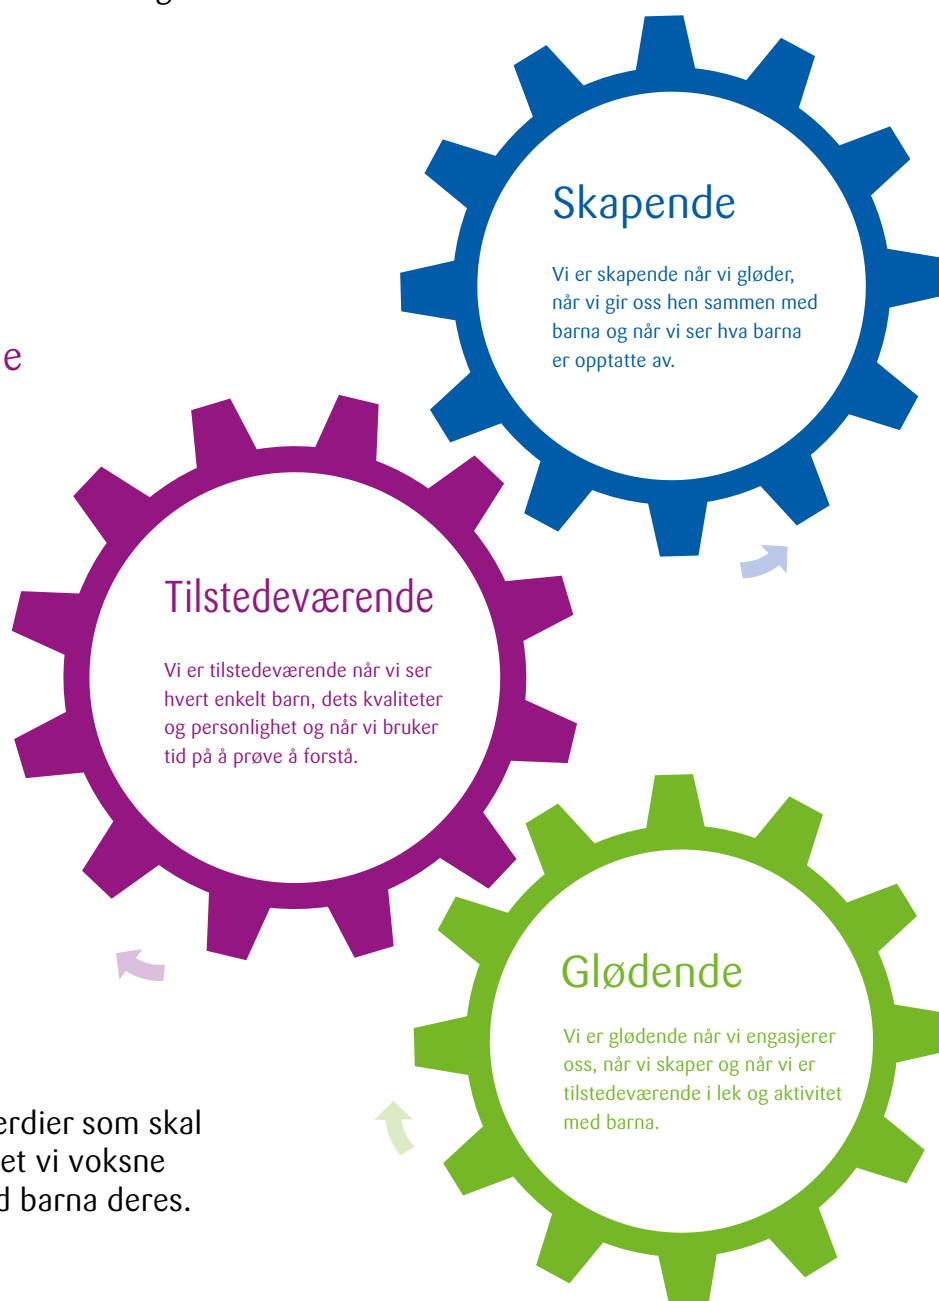 g
Skapende
Vi er skapende når vi gløder,
når vi gir oss hen sammen med
barna og når vi ser hva barna
er opptatte av.
e
Tilstedeværende
Vi er tilstedeværende når vi ser
hvert enkelt barn, dets kvaliteter
og personlighet og når vi bruker
tid på å prøve å forstå.
Glødende
Vi er glødende når vi engasjerer
oss, når vi skaper og når vi er
tilstedeværende i lek og aktivitet
med barna.
erdier som skal
et vi voksne
d barna deres.